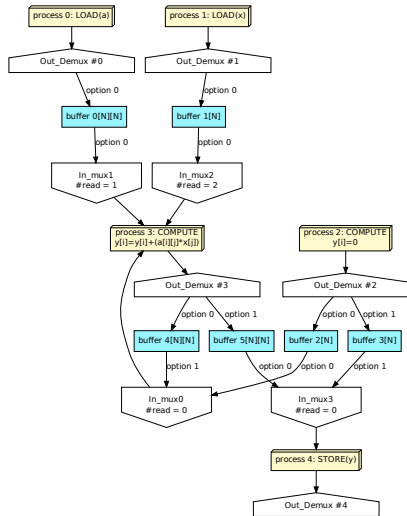 process 0: LOAD(a)
process 1: LOAD(x)
Out_Demux #0
Out_Demux #1
option 0
option 0
buffer 0[N][N]
buffer 1[N]
option 0
option 0
In_mux1
#read = 1
In_mux2
#read = 2
process 3: COMPUTE
y[i]=y[i]+(a[i][j]*x[j])
process 2: COMPUTE
y[i]=0
Out_Demux #3
Out_Demux #2
option 0
option 1
option 0
option 1
buffer 4[N][N]
buffer 5[N][N]
buffer 2[N]
buffer 3[N]
option 1
option 0
option 0
option 1
In_mux0
#read = 0
In_mux3
#read = 0
process 4: STORE(y)
Out_Demux #4